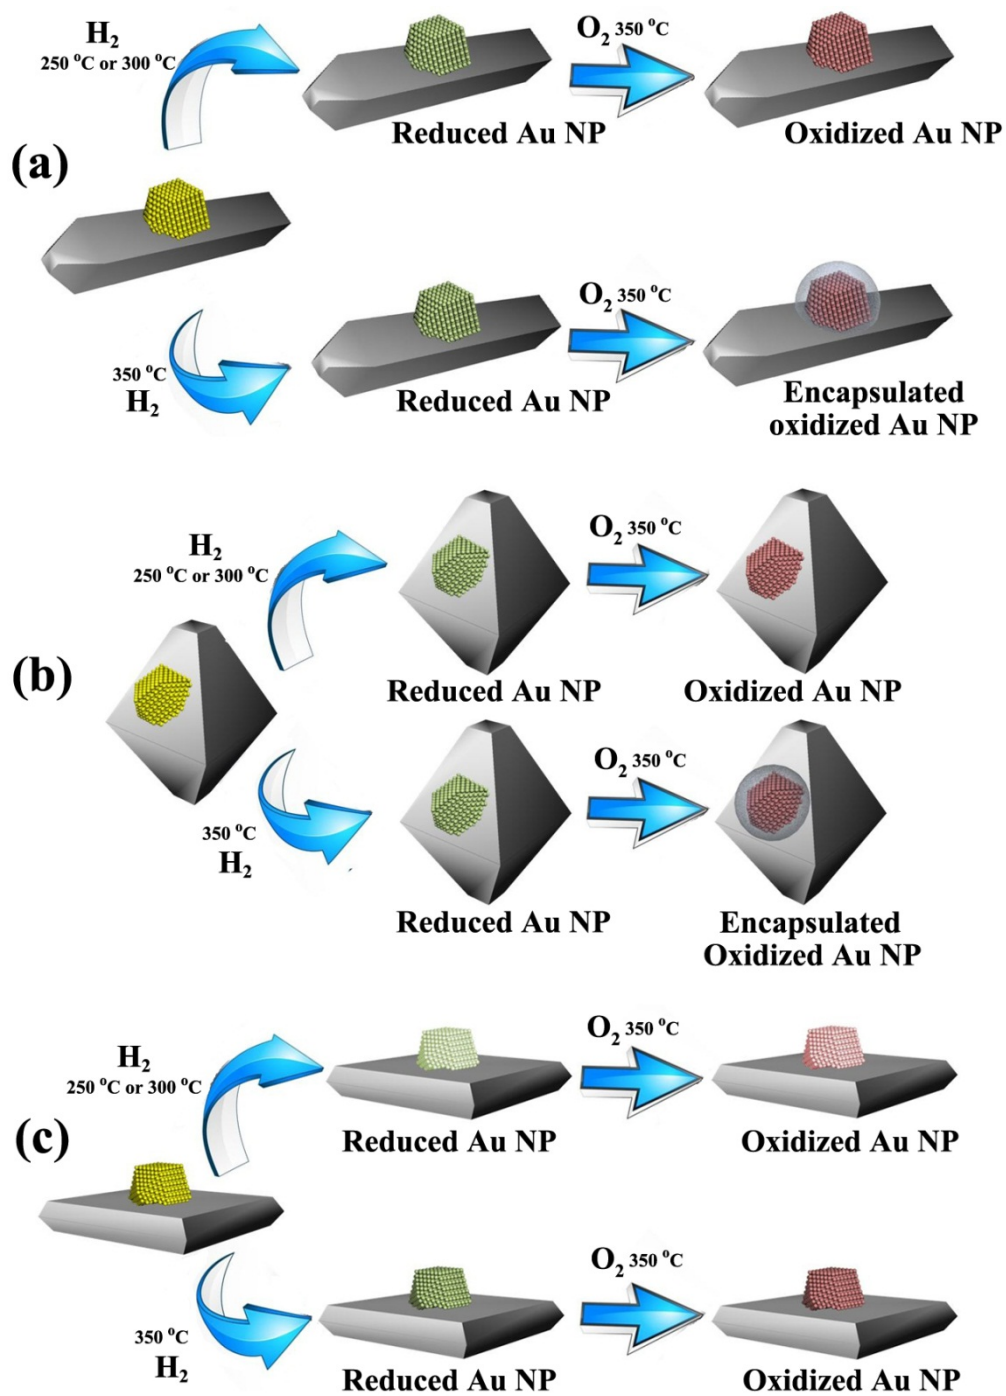 H₂
250 °C or 300 °C
O₂ 350 °C
Reduced Au NP
Oxidized Au NP
(a)
350 °C
H₂
O₂ 350 °C
Reduced Au NP
Encapsulated
oxidized Au NP
H₂
250 °C or 300 °C
O₂ 350 °C
Reduced Au NP
Oxidized Au NP
(b)
350 °C
H₂
O₂ 350 °C
Reduced Au NP
Encapsulated
Oxidized Au NP
H₂
250 °C or 300 °C
O₂ 350 °C
Reduced Au NP
Oxidized Au NP
(c)
350 °C
H₂
O₂ 350 °C
Reduced Au NP
Oxidized Au NP